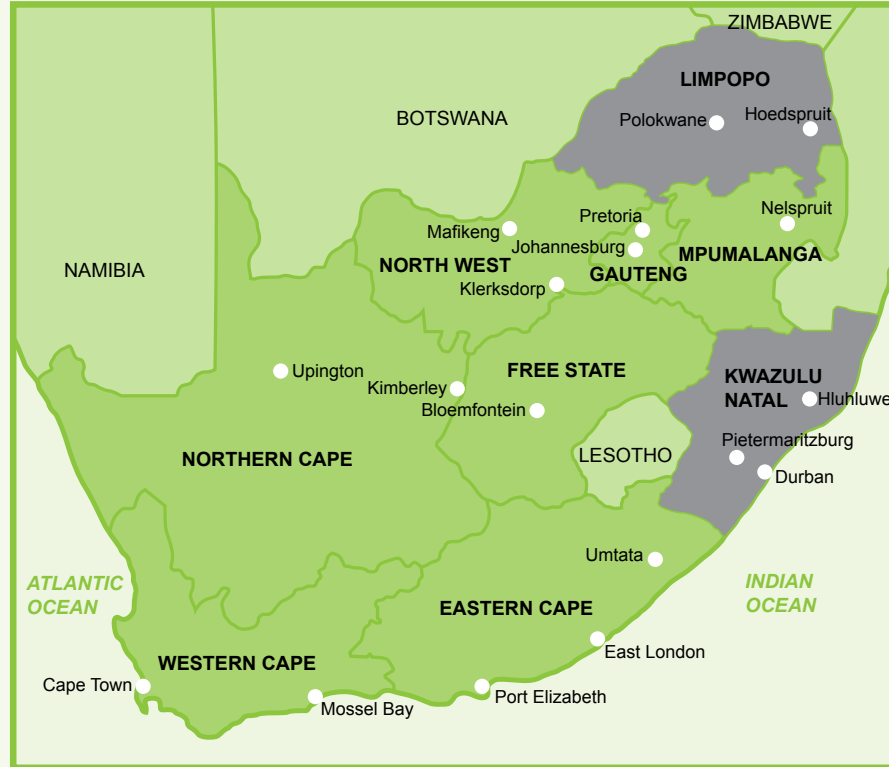 ZIMBABWE
LIMPOPO
Polokwane
Hoedspruit
BOTSWANA
Pretoria
Nelspruit
Mafikeng
Johannesburg
MPUMALANGA
NORTH WEST
GAUTENG
NAMIBIA
Klerksdorp
Upington
FREE STATE
KWAZULU
NATAL
Kimberley
Hluhluwe
Bloemfontein
Pietermaritzburg
NORTHERN CAPE
LESOTHO
Durban
Umtata
ATLANTIC
OCEAN
INDIAN
OCEAN
EASTERN CAPE
East London
WESTERN CAPE
Cape Town
Port Elizabeth
Mossel Bay